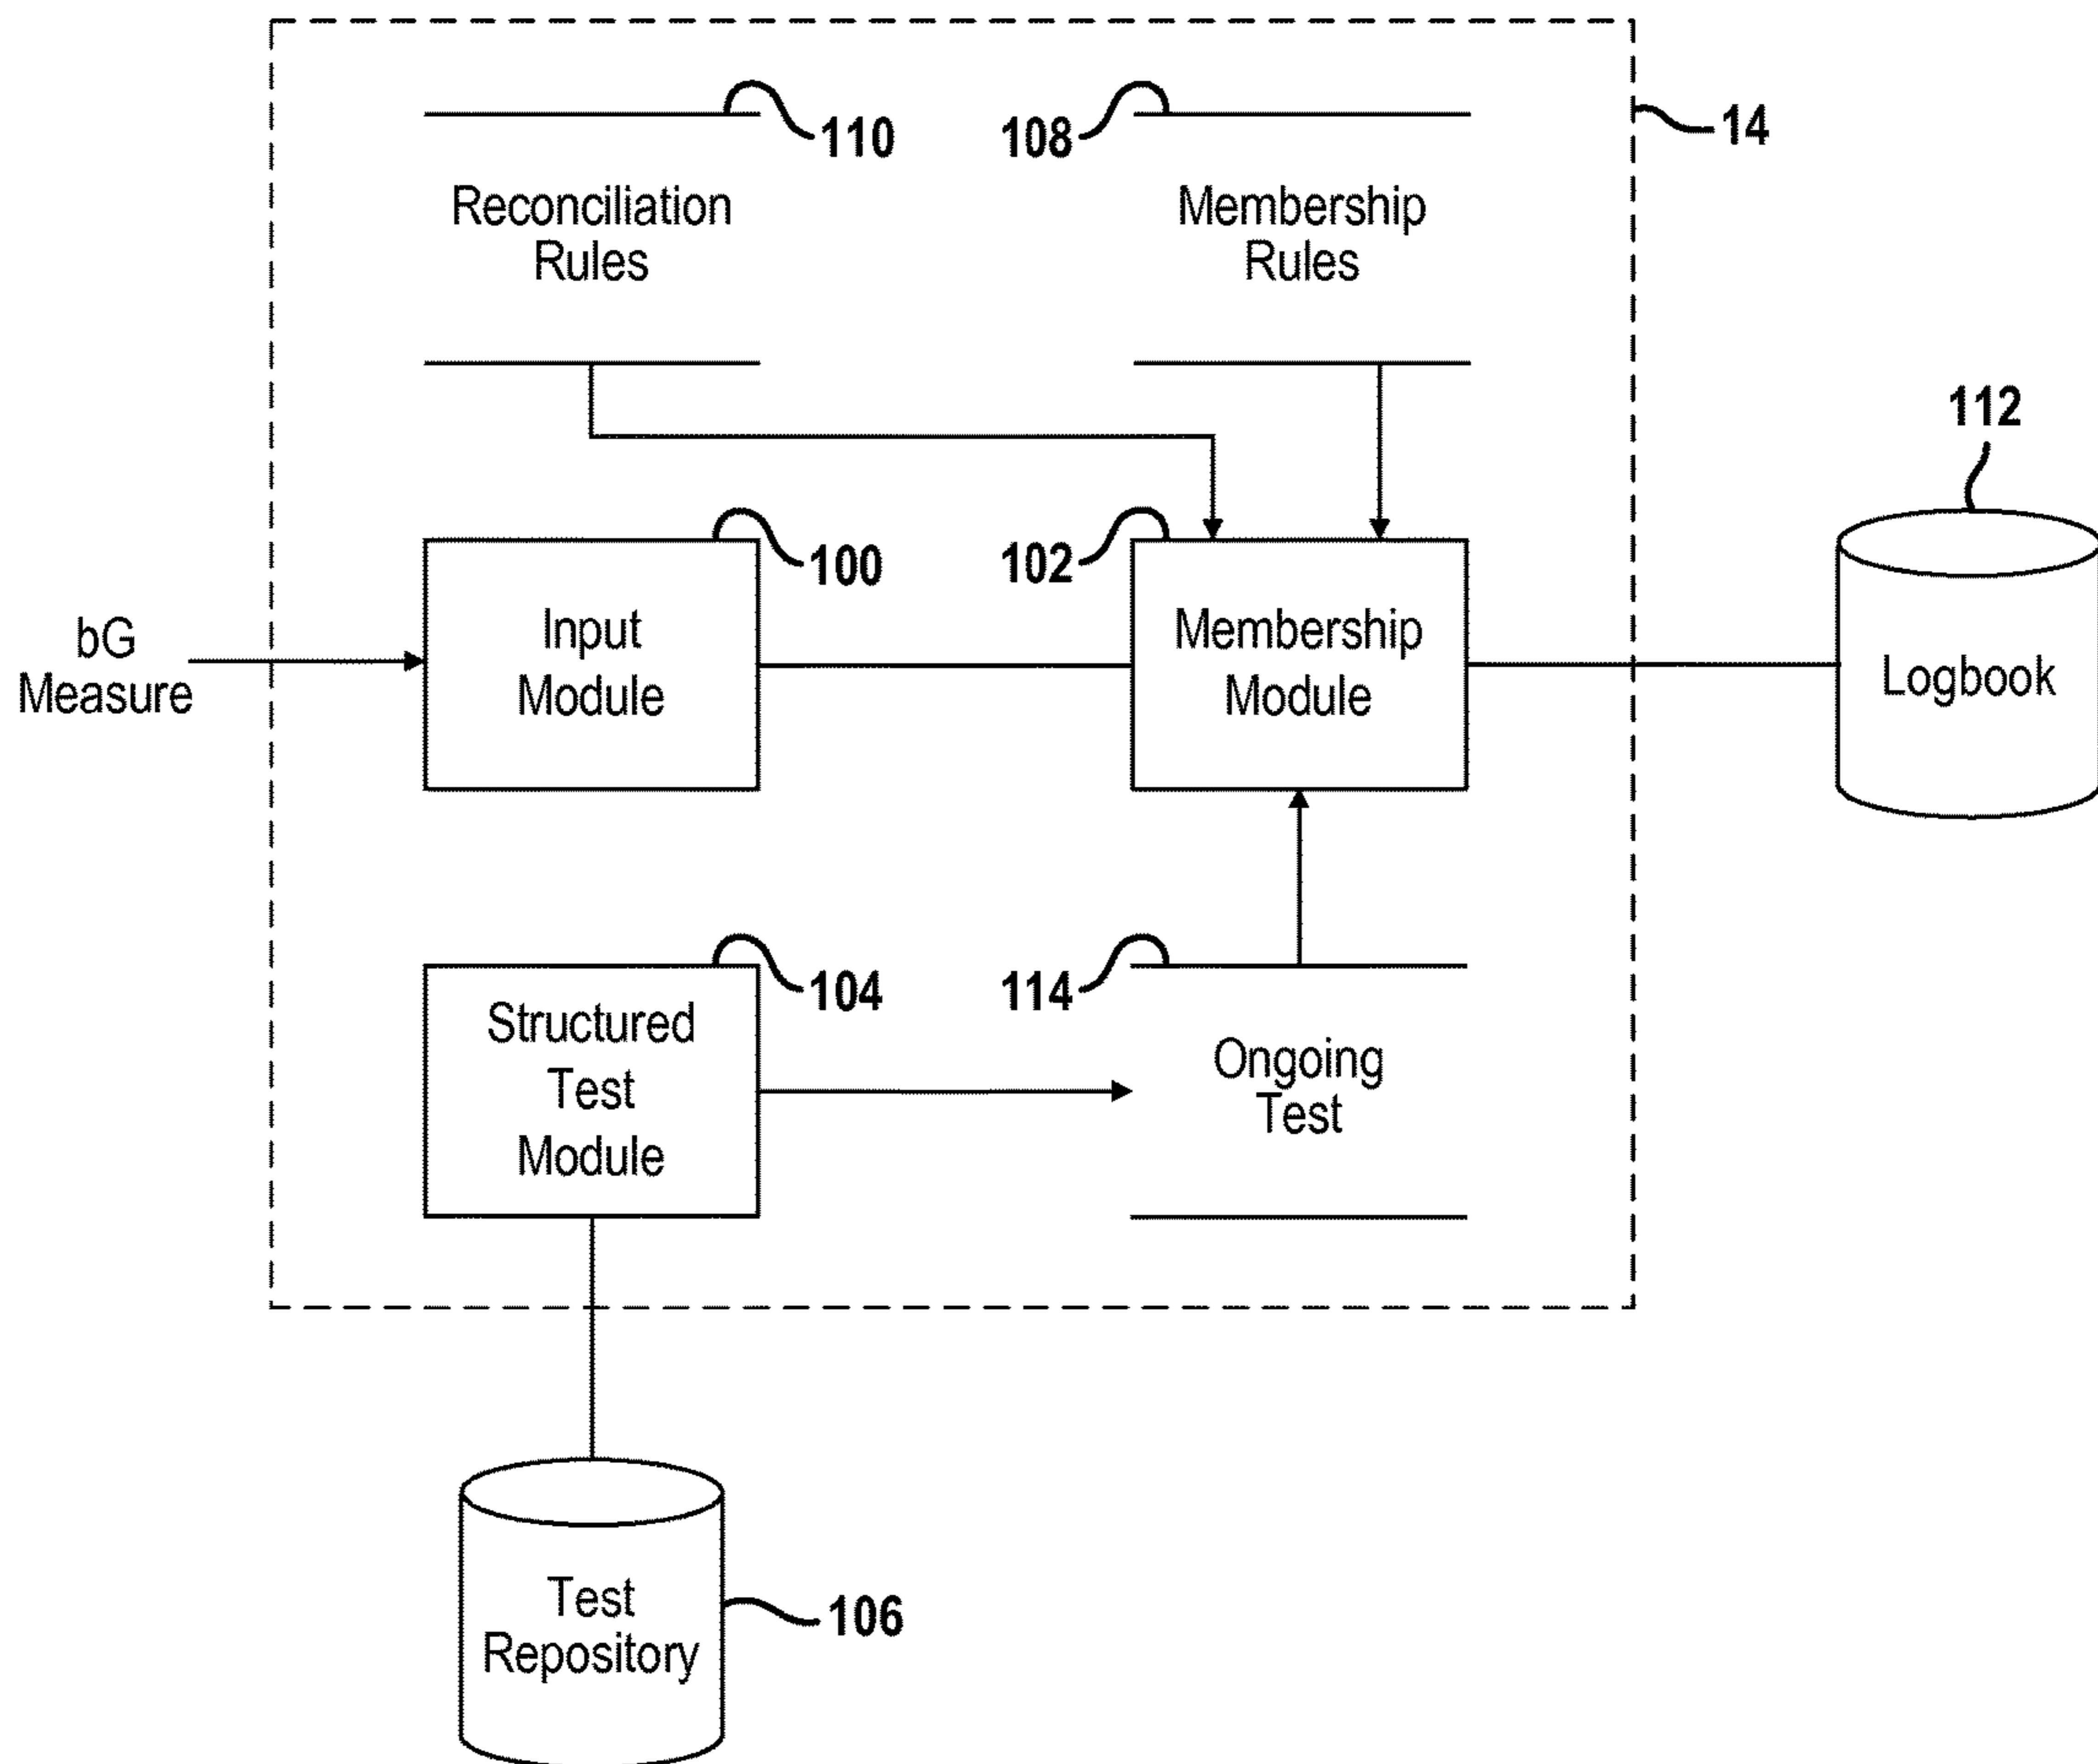 110
108
14
Reconciliation
Rules
Membership
Rules
112
100
102
bG
Measure
Input
Module
Membership
Module
Logbook
104
114
Structured
Test
Module
Ongoing
Test
Test
Repository
106